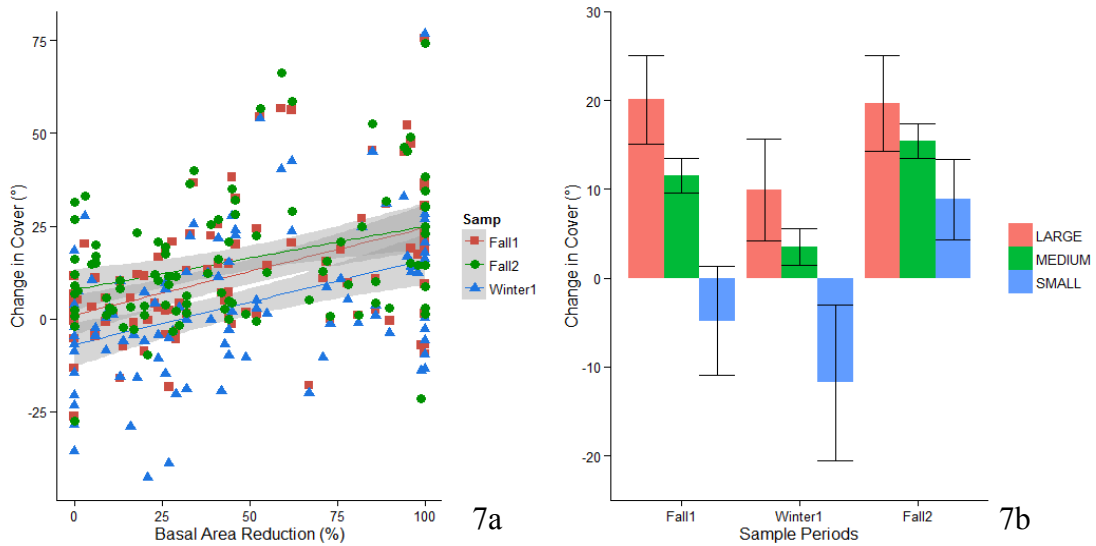 75
50
25
0
-25
Change in Cover (°)
0
25
50
75
100
Basal Area Reduction (%)
Samp
Fall1
Fall2
Winter1
7a
30
20
10
0
-10
-20
Change in Cover (°)
Fall1
Winter1
Fall2
Sample Periods
LARGE
MEDIUM
SMALL
7b